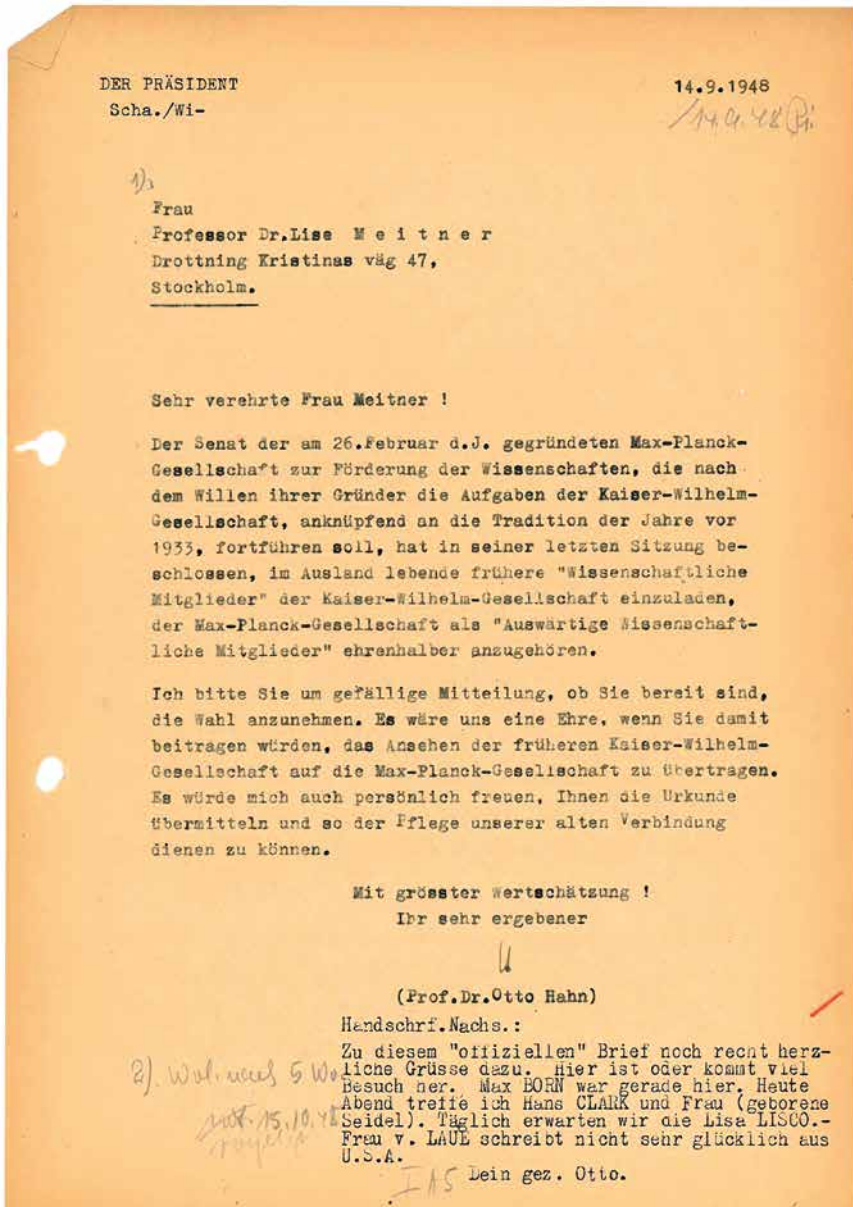 DER PRÄSIDENT
Scha./Wi-
14.9.1948
/14.9.48
1)
Frau
Professor Dr.Lise M e i t n e r
Drottning Kristinas väg 47,
Stockholm.
Sehr verehrte Frau Meitner !
Der Senat der am 26.Februar d.J. gegründeten Max-Planck-
Gesellschaft zur Förderung der Wissenschaften, die nach
dem Willen ihrer Gründer die Aufgaben der Kaiser-Wilhelm-
Gesellschaft, anknüpfend an die Tradition der Jahre vor
1933, fortführen soll, hat in seiner letzten Sitzung be-
schlossen, im Ausland lebende frühere "Wissenschaftliche
Mitglieder" der Kaiser-Wilhelm-Gesellschaft einzuladen,
der Max-Planck-Gesellschaft als "Auswärtige Wissenschaft-
liche Mitglieder" ehrenhalber anzugehören.
Ich bitte Sie um gefällige Mitteilung, ob Sie bereit sind,
die Wahl anzunehmen. Es wäre uns eine Ehre, wenn Sie damit
beitragen würden, das Ansehen der früheren Kaiser-Wilhelm-
Gesellschaft auf die Max-Planck-Gesellschaft zu übertragen.
Es würde mich auch persönlich freuen, Ihnen die Urkunde
übermitteln und so der Pflege unserer alten Verbindung
dienen zu können.
Mit grösster Wertschätzung !
Ihr sehr ergebener
(Prof.Dr.Otto Hahn)
Handschrf.Nachs.:
Zu diesem "offiziellen" Brief noch recht herz-
liche Grüsse dazu. Hier ist oder kommt viel
Besuch her. Max BORN war gerade hier. Heute
Abend treffe ich Hans CLARK und Frau (geborene
Seidel). Täglich erwarten wir die Lisa LISCO.-
Frau v. LAUE schreibt nicht sehr glücklich aus
U.S.A.
Dein gez. Otto.
2). 5
15.10.48